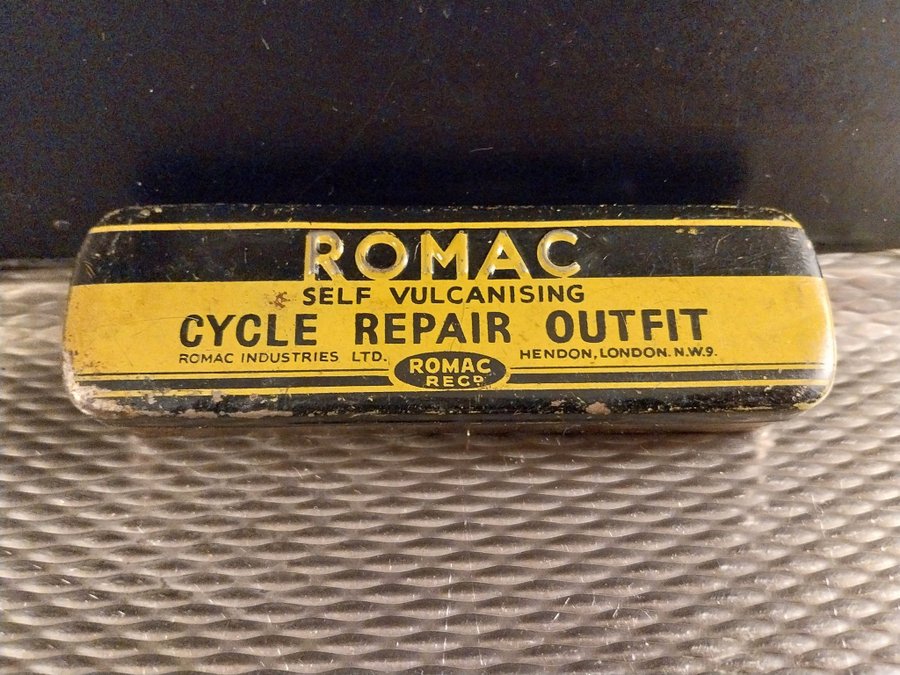 ROMAC
SELF VULCANISING
CYCLE REPAIR OUTFIT
ROMAC INDUSTRIES LTD. HENDON, LONDON. N.W.9.
ROMAC
REGD